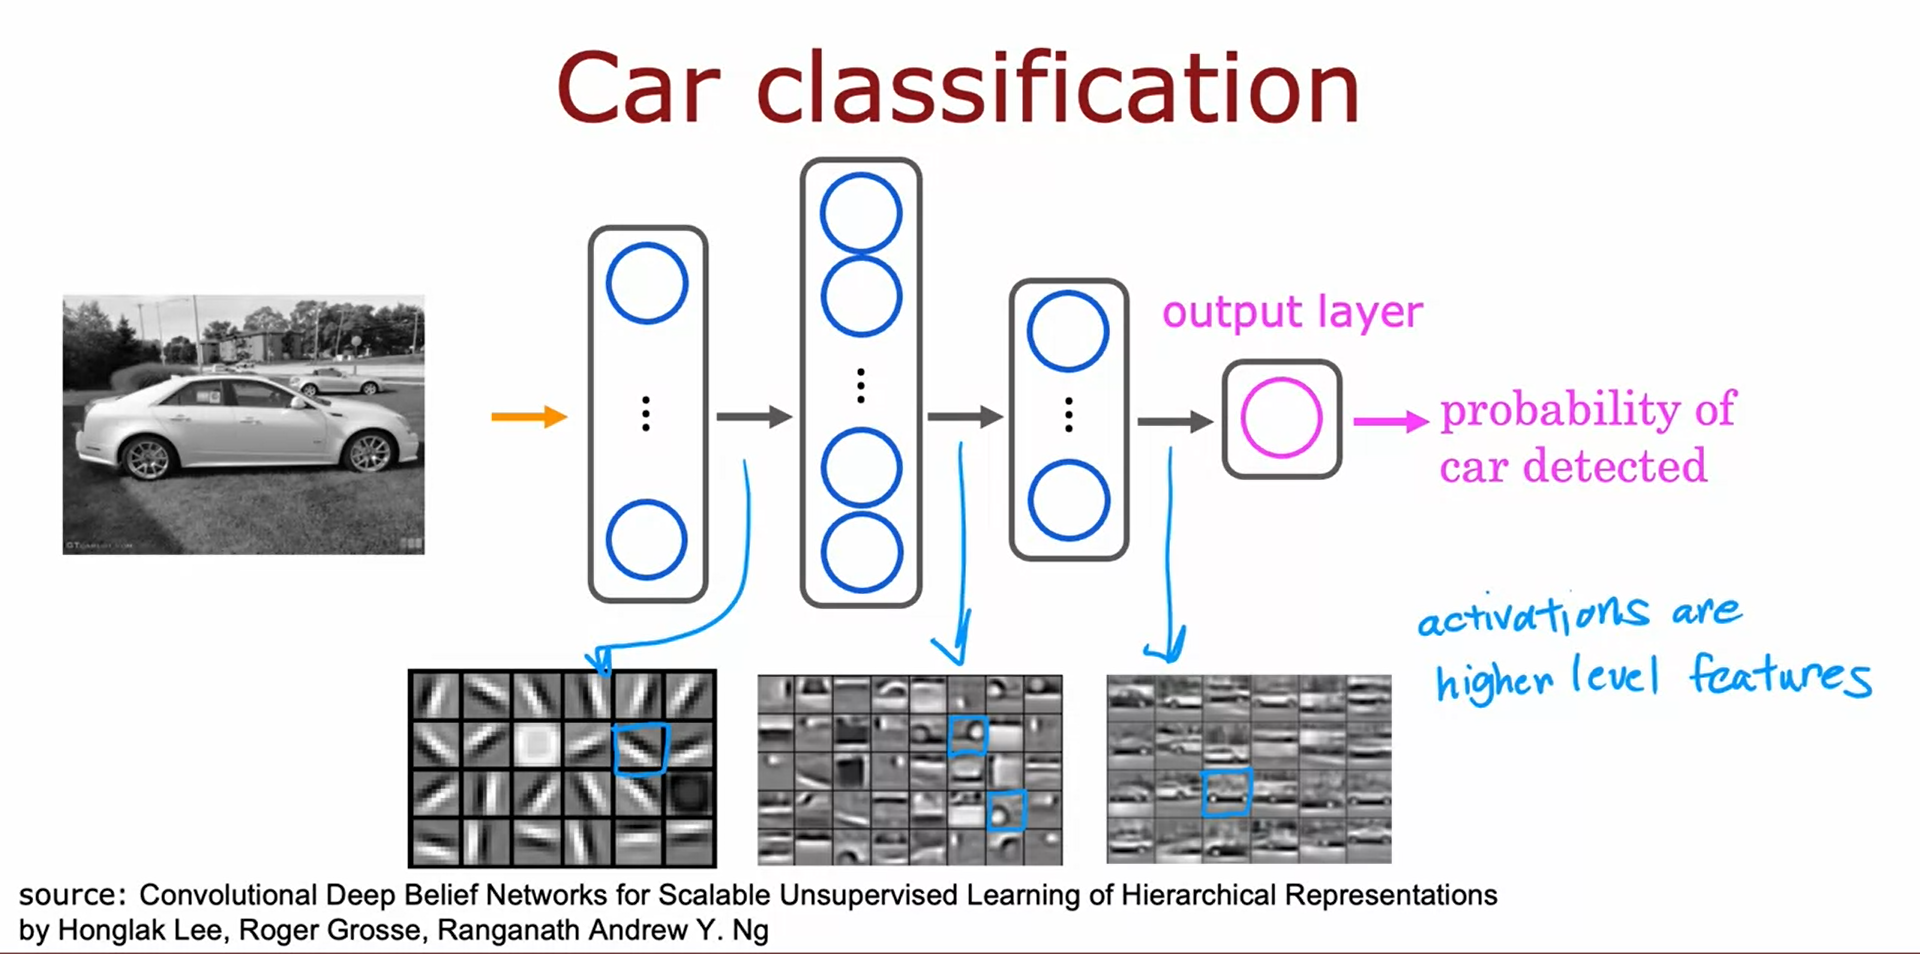 Car classification
output layer
probability of
car detected
activations are
higher level features
source: Convolutional Deep Belief Networks for Scalable Unsupervised Learning of Hierarchical Representations
by Honglak Lee, Roger Grosse, Ranganath Andrew Y. Ng